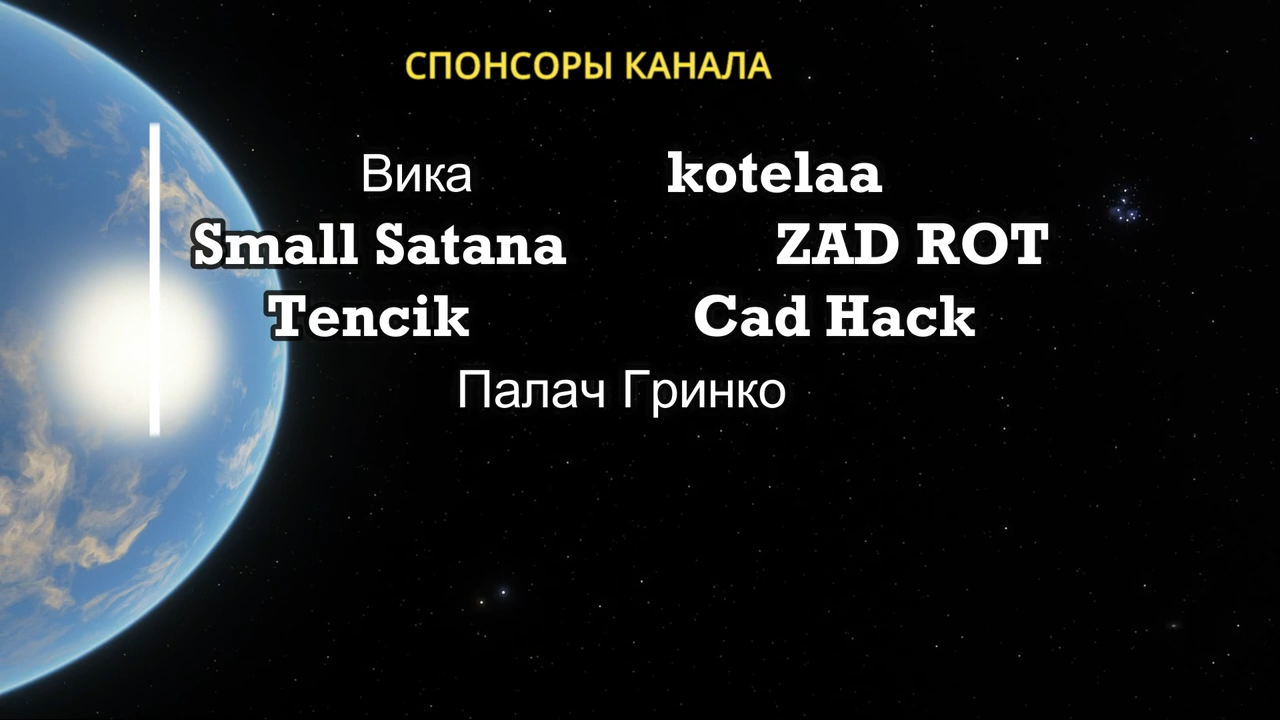 СПОНСОРЫ КАНАЛА
Вика kotelaa
Small Satana ZAD ROT
Tencik Cad Hack
Палач Гринко